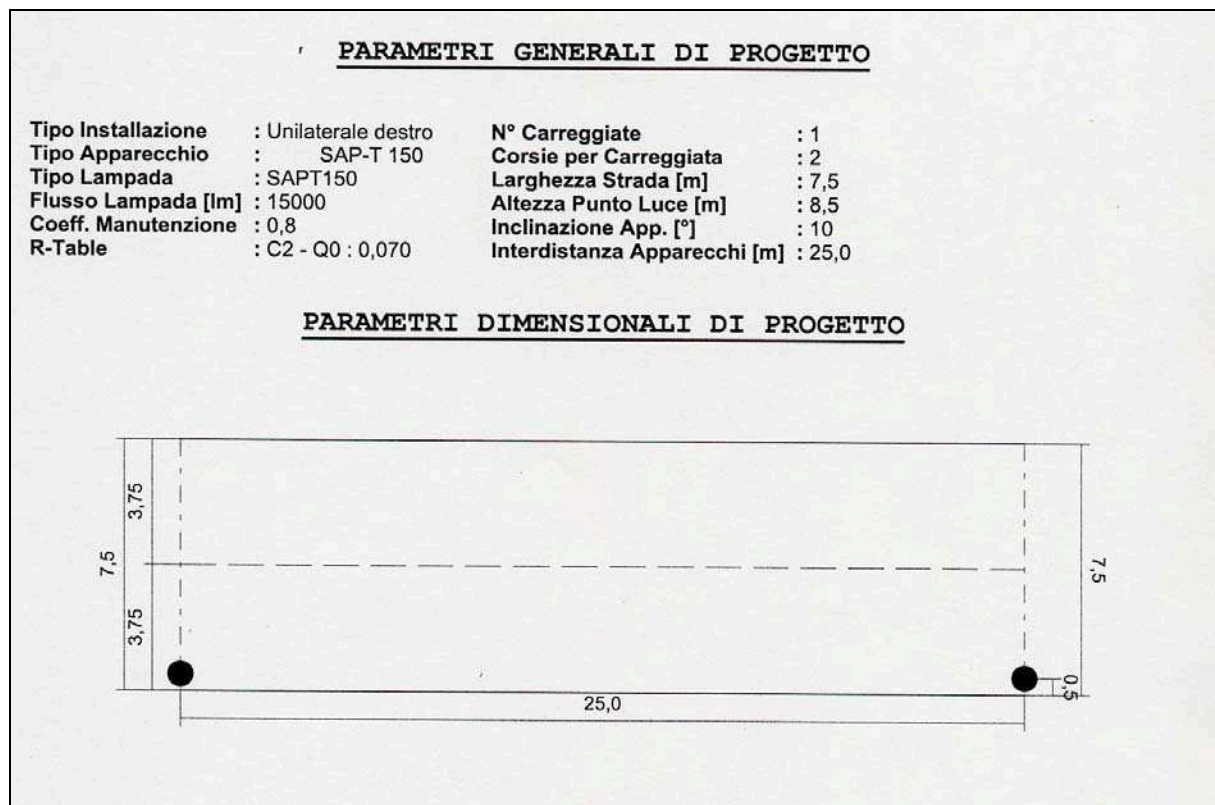 PARAMETRI GENERALI DI PROGETTO
Tipo Installazione : Unilaterale destro
Tipo Apparecchio : SAP-T 150
Tipo Lampada : SAPT150
Flusso Lampada [lm] : 15000
Coeff. Manutenzione : 0,8
R-Table : C2 - Q0 : 0,070
N° Carreggiate : 1
Corsie per Carreggiata : 2
Larghezza Strada [m] : 7,5
Altezza Punto Luce [m] : 8,5
Inclinazione App. [°] : 10
Interdistanza Apparecchi [m] : 25,0
PARAMETRI DIMENSIONALI DI PROGETTO
3,75
7,5
3,75
7,5
0,5
25,0